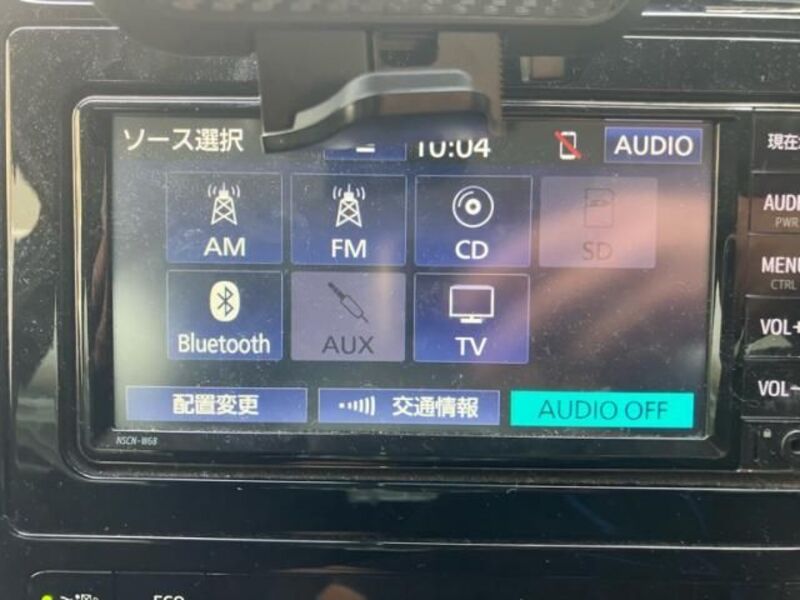 ソース選択 10:04 AUDIO
AM FM CD SD
Bluetooth AUX TV
配置変更 交通情報 AUDIO OFF
NSCN-W68
現在
AUDI
PWR
MENU
CTRL
VOL+
VOL-
ECO